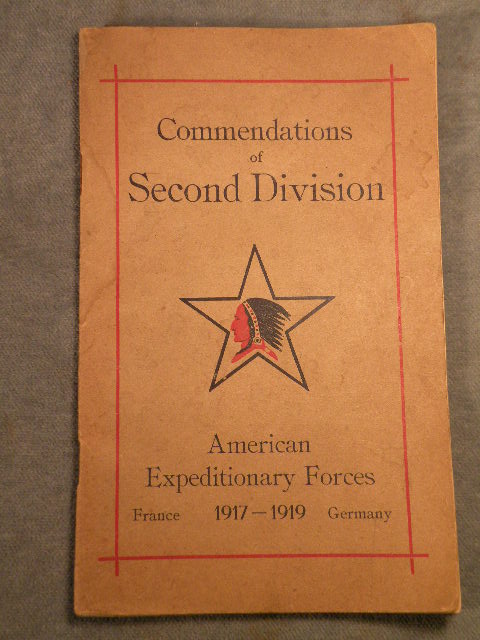 Commendations
of
Second Division
American
Expeditionary Forces
France 1917–1919 Germany